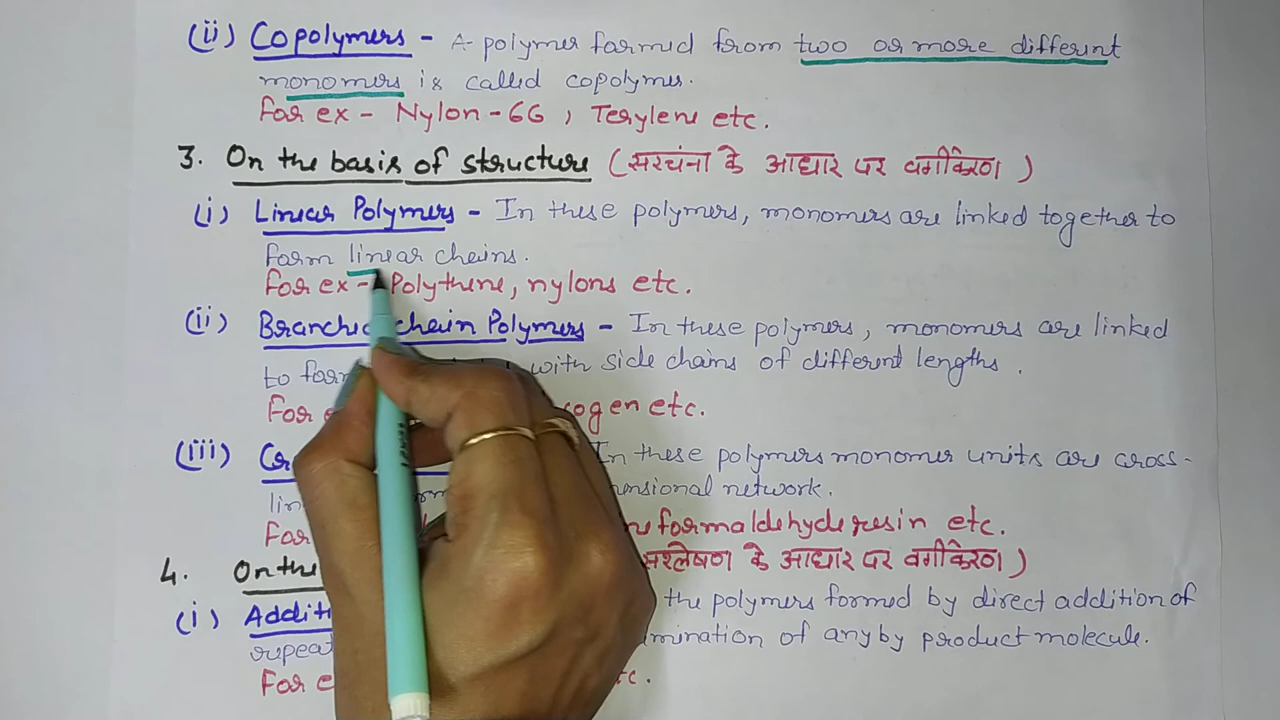 (ii) Copolymers - A polymer formed from two or more different
monomers is called copolymer.
For ex - Nylon-66 , Terylene etc.
3. On the basis of structure (सरचंना के आधार पर वर्गीकरण )
(i) Linear Polymers - In these polymers, monomers are linked together to
form linear chains.
For ex - Polythene, nylons etc.
(ii) Branched chain Polymers - In these polymers, monomers are linked
to form with side chains of different lengths .
For etc.
(iii) In these polymers monomer units are cross-
network.
For formaldehyde resin etc.
4. On the सश्लेषण के आधार पर वर्गीकरण )
(i) the polymers formed by direct addition of
of any by product molecule.
For